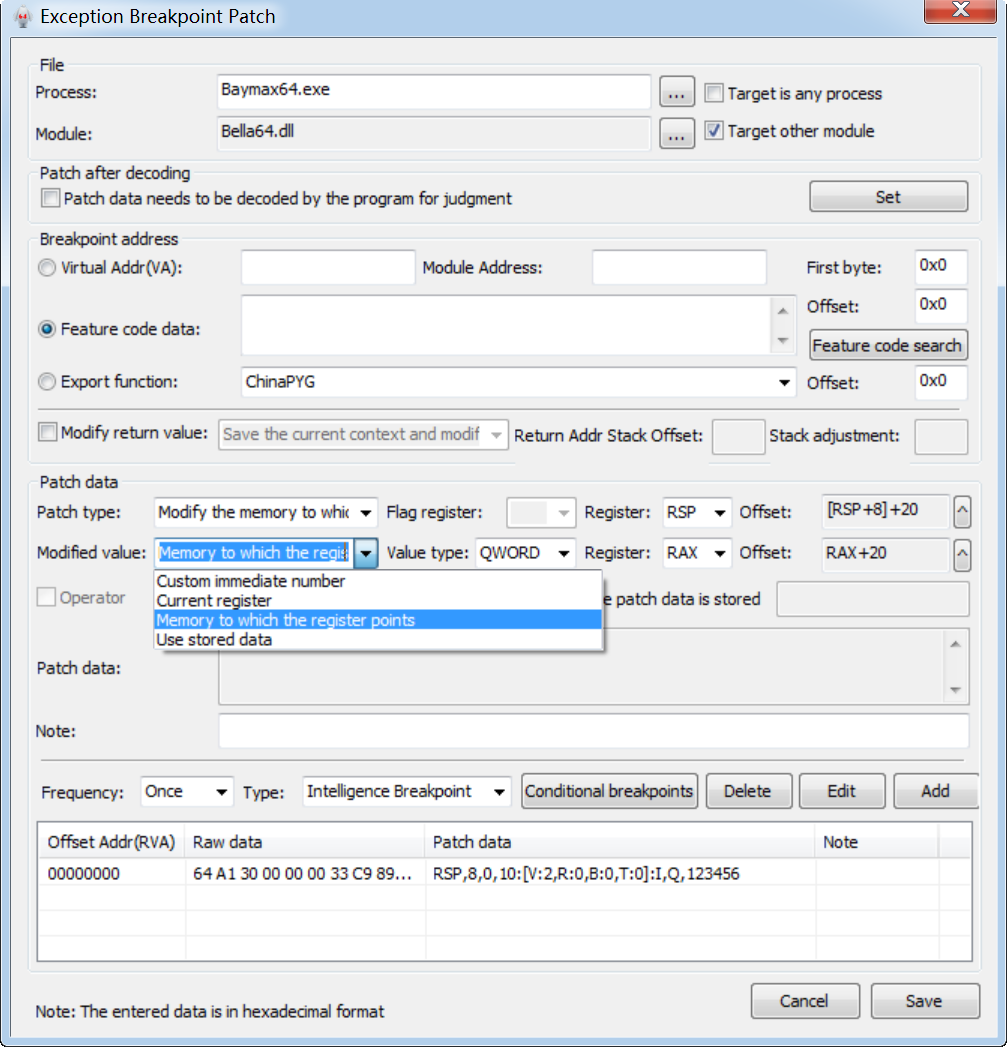 Exception Breakpoint Patch
File
Process: Baymax64.exe ... Target is any process
Module: Bella64.dll ... Target other module
Patch after decoding
Patch data needs to be decoded by the program for judgment Set
Breakpoint address
Virtual Addr(VA): Module Address: First byte: 0x0
Offset: 0x0
Feature code data:
Feature code search
Export function: ChinaPYG Offset: 0x0
Modify return value: Save the current context and modif Return Addr Stack Offset: Stack adjustment:
Patch data
Patch type: Modify the memory to whic Flag register: Register: RSP Offset: [RSP+8]+20
Modified value: Memory to which the regis Value type: QWORD Register: RAX Offset: RAX+20
Custom immediate number
Operator e patch data is stored
Current register
Memory to which the register points
Use stored data
Patch data:
Note:
Frequency: Once Type: Intelligence Breakpoint Conditional breakpoints Delete Edit Add
Offset Addr(RVA) Raw data Patch data Note
00000000 64 A1 30 00 00 00 33 C9 89... RSP,8,0,10:[V:2,R:0,B:0,T:0]:I,Q,123456
Note: The entered data is in hexadecimal format Cancel Save